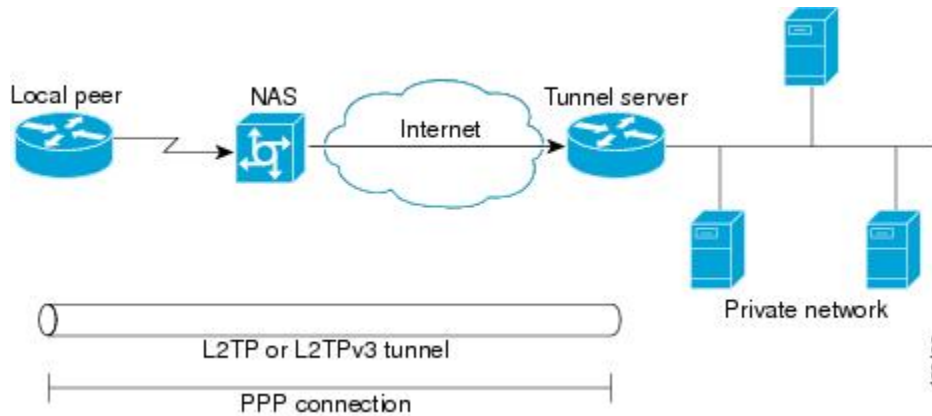 Local peer
NAS
Internet
Tunnel server
Private network
L2TP or L2TPv3 tunnel
PPP connection